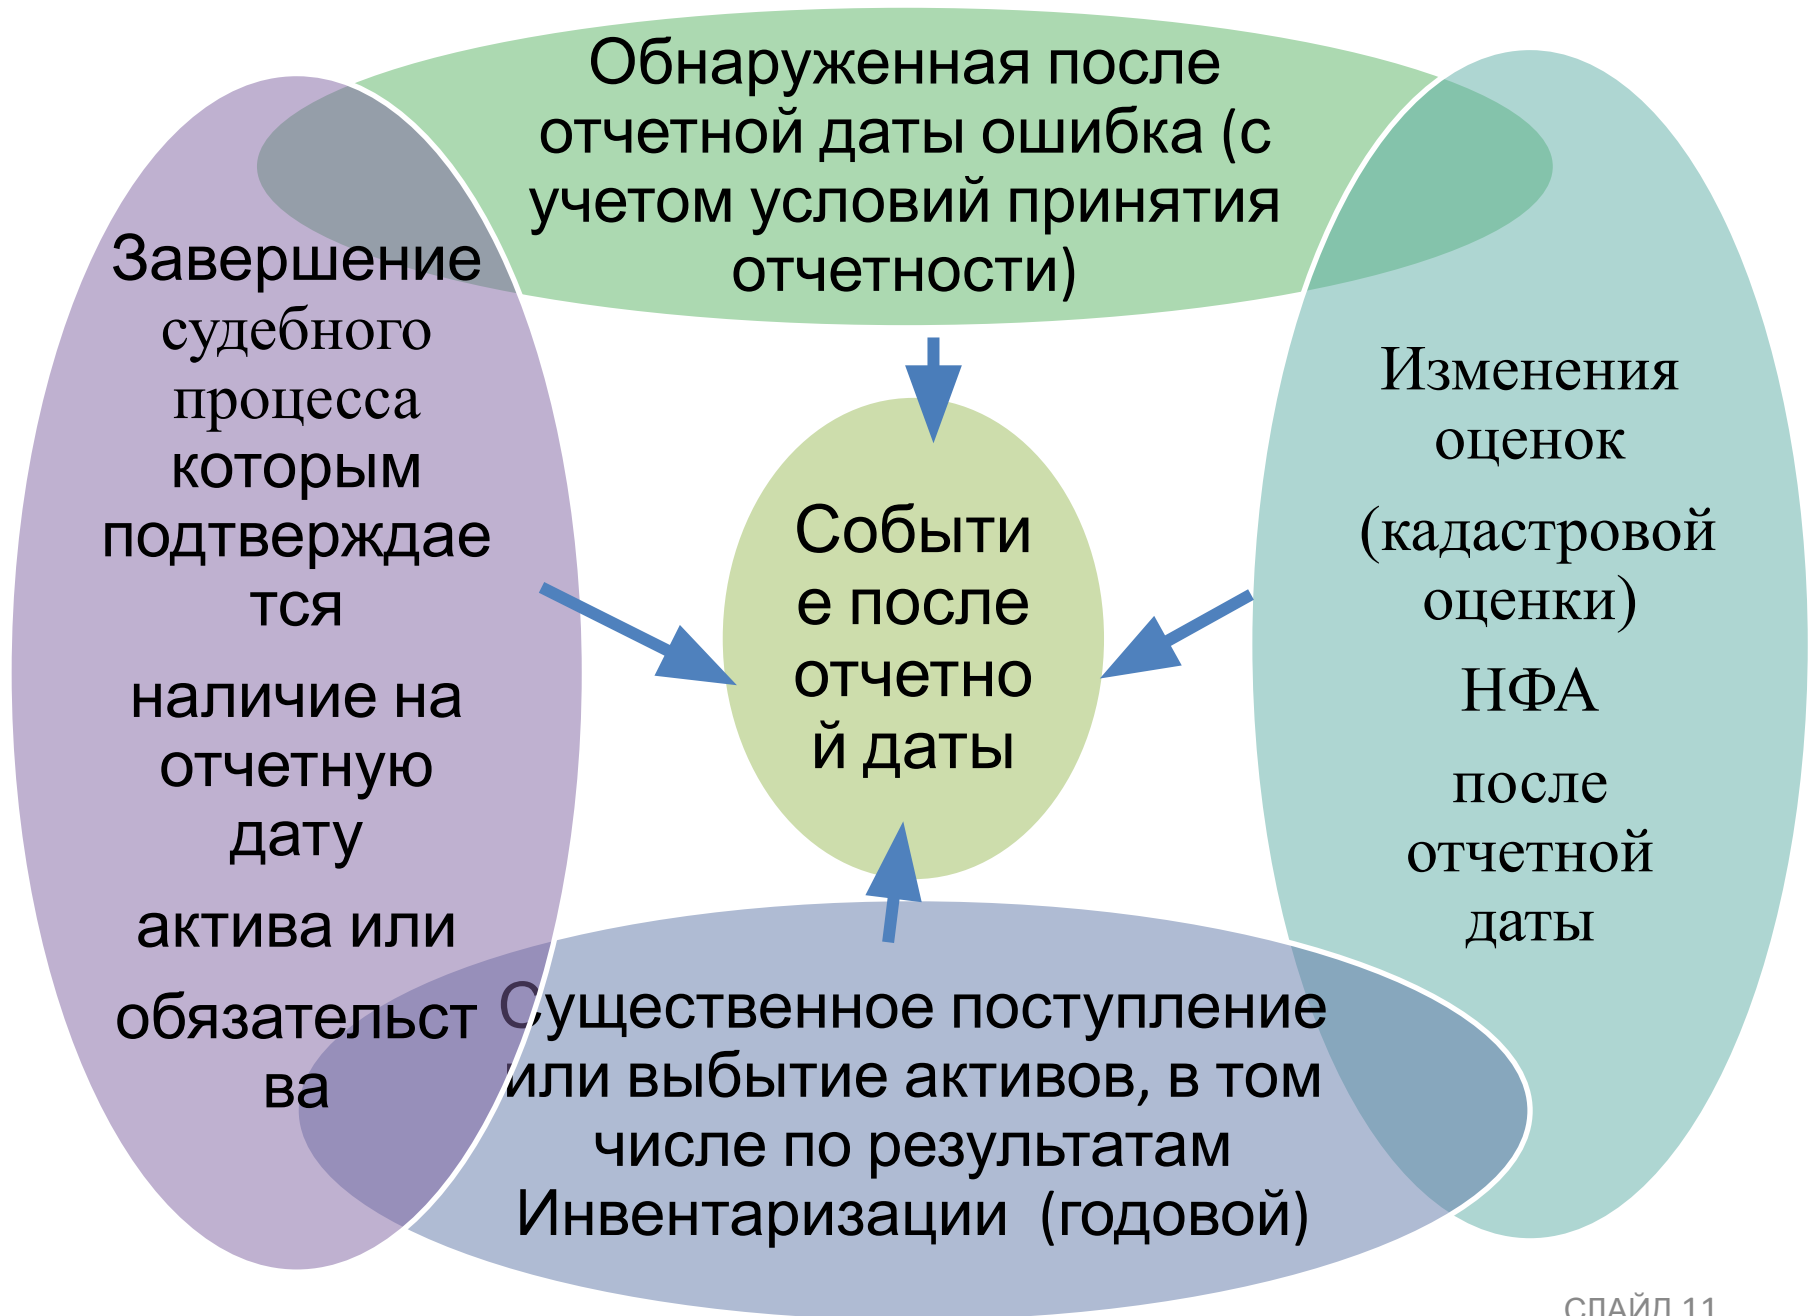 Обнаруженная после
отчетной даты ошибка (с
учетом условий принятия
отчетности)
Завершение
судебного
процесса
которым
подтверждае
тся
наличие на
отчетную
дату
актива или
обязательст
ва
Событи
е после
отчетно
й даты
Изменения
оценок
(кадастровой
оценки)
НФА
после
отчетной
даты
Существенное поступление
или выбытие активов, в том
числе по результатам
Инвентаризации (годовой)
СЛАЙД 11